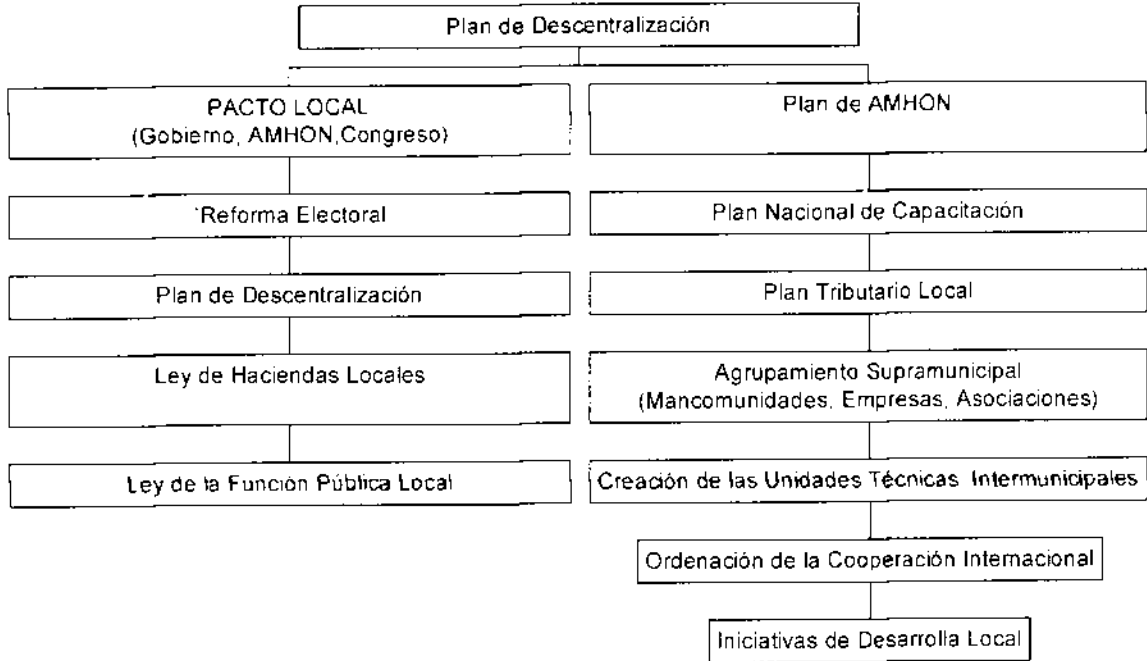 Plan de Descentralización
PACTO LOCAL
(Gobierno, AMHON,Congreso)
Reforma Electoral
Plan de Descentralización
Ley de Haciendas Locales
Ley de la Función Pública Local
Plan de AMHON
Plan Nacional de Capacitación
Plan Tributario Local
Agrupamiento Supramunicipal
(Mancomunidades, Empresas, Asociaciones)
Creación de las Unidades Técnicas Intermunicipales
Ordenación de la Cooperación Internacional
Iniciativas de Desarrolla Local